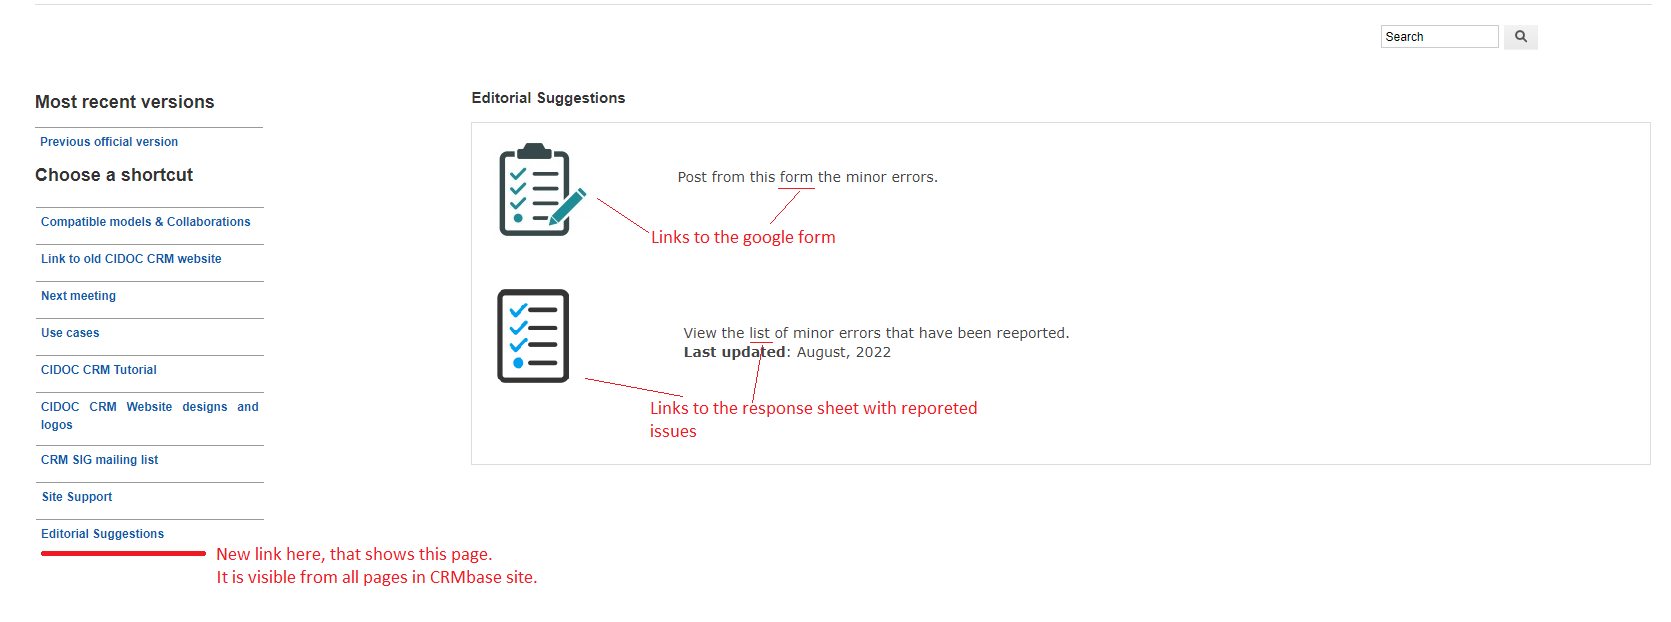 Search
Most recent versions
Previous official version
Choose a shortcut
Compatible models & Collaborations
Link to old CIDOC CRM website
Next meeting
Use cases
CIDOC CRM Tutorial
CIDOC CRM Website designs and
logos
CRM SIG mailing list
Site Support
Editorial Suggestions
New link here, that shows this page.
It is visible from all pages in CRMbase site.
Editorial Suggestions
Post from this form the minor errors.
Links to the google form
View the list of minor errors that have been reeported.
Last updated: August, 2022
Links to the response sheet with reporeted
issues